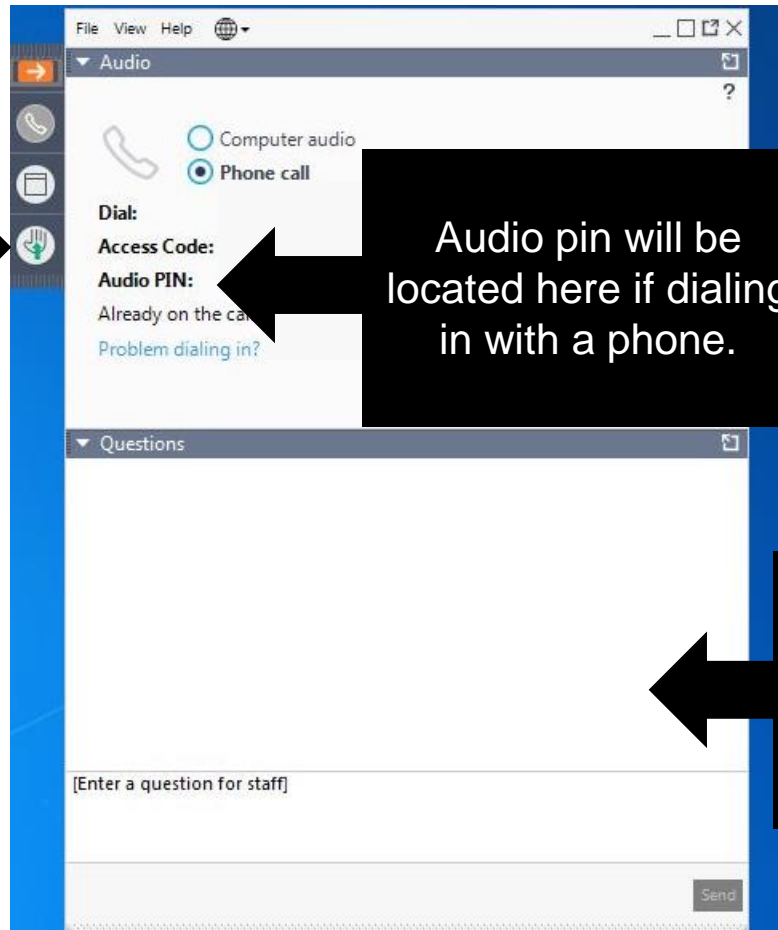 File View Help
Audio
?
Computer audio
Phone call
Dial:
Access Code:
Audio PIN:
Already on the
Problem dialing in?
Audio pin will be
located here if dialing
in with a phone.
Questions
[Enter a question for staff]
Send